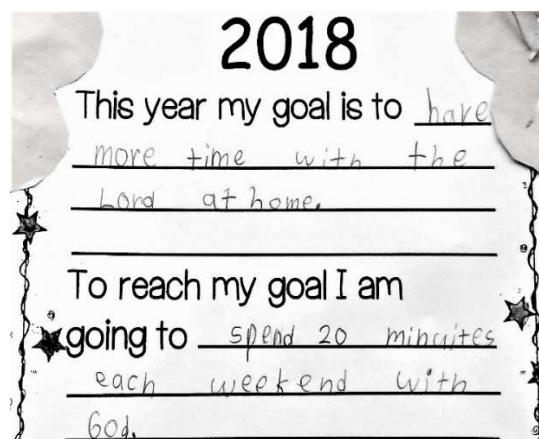 2018
This year my goal is to have
more time with the
Lord at home.
To reach my goal I am
going to spend 20 minuites
each weekend with
God.